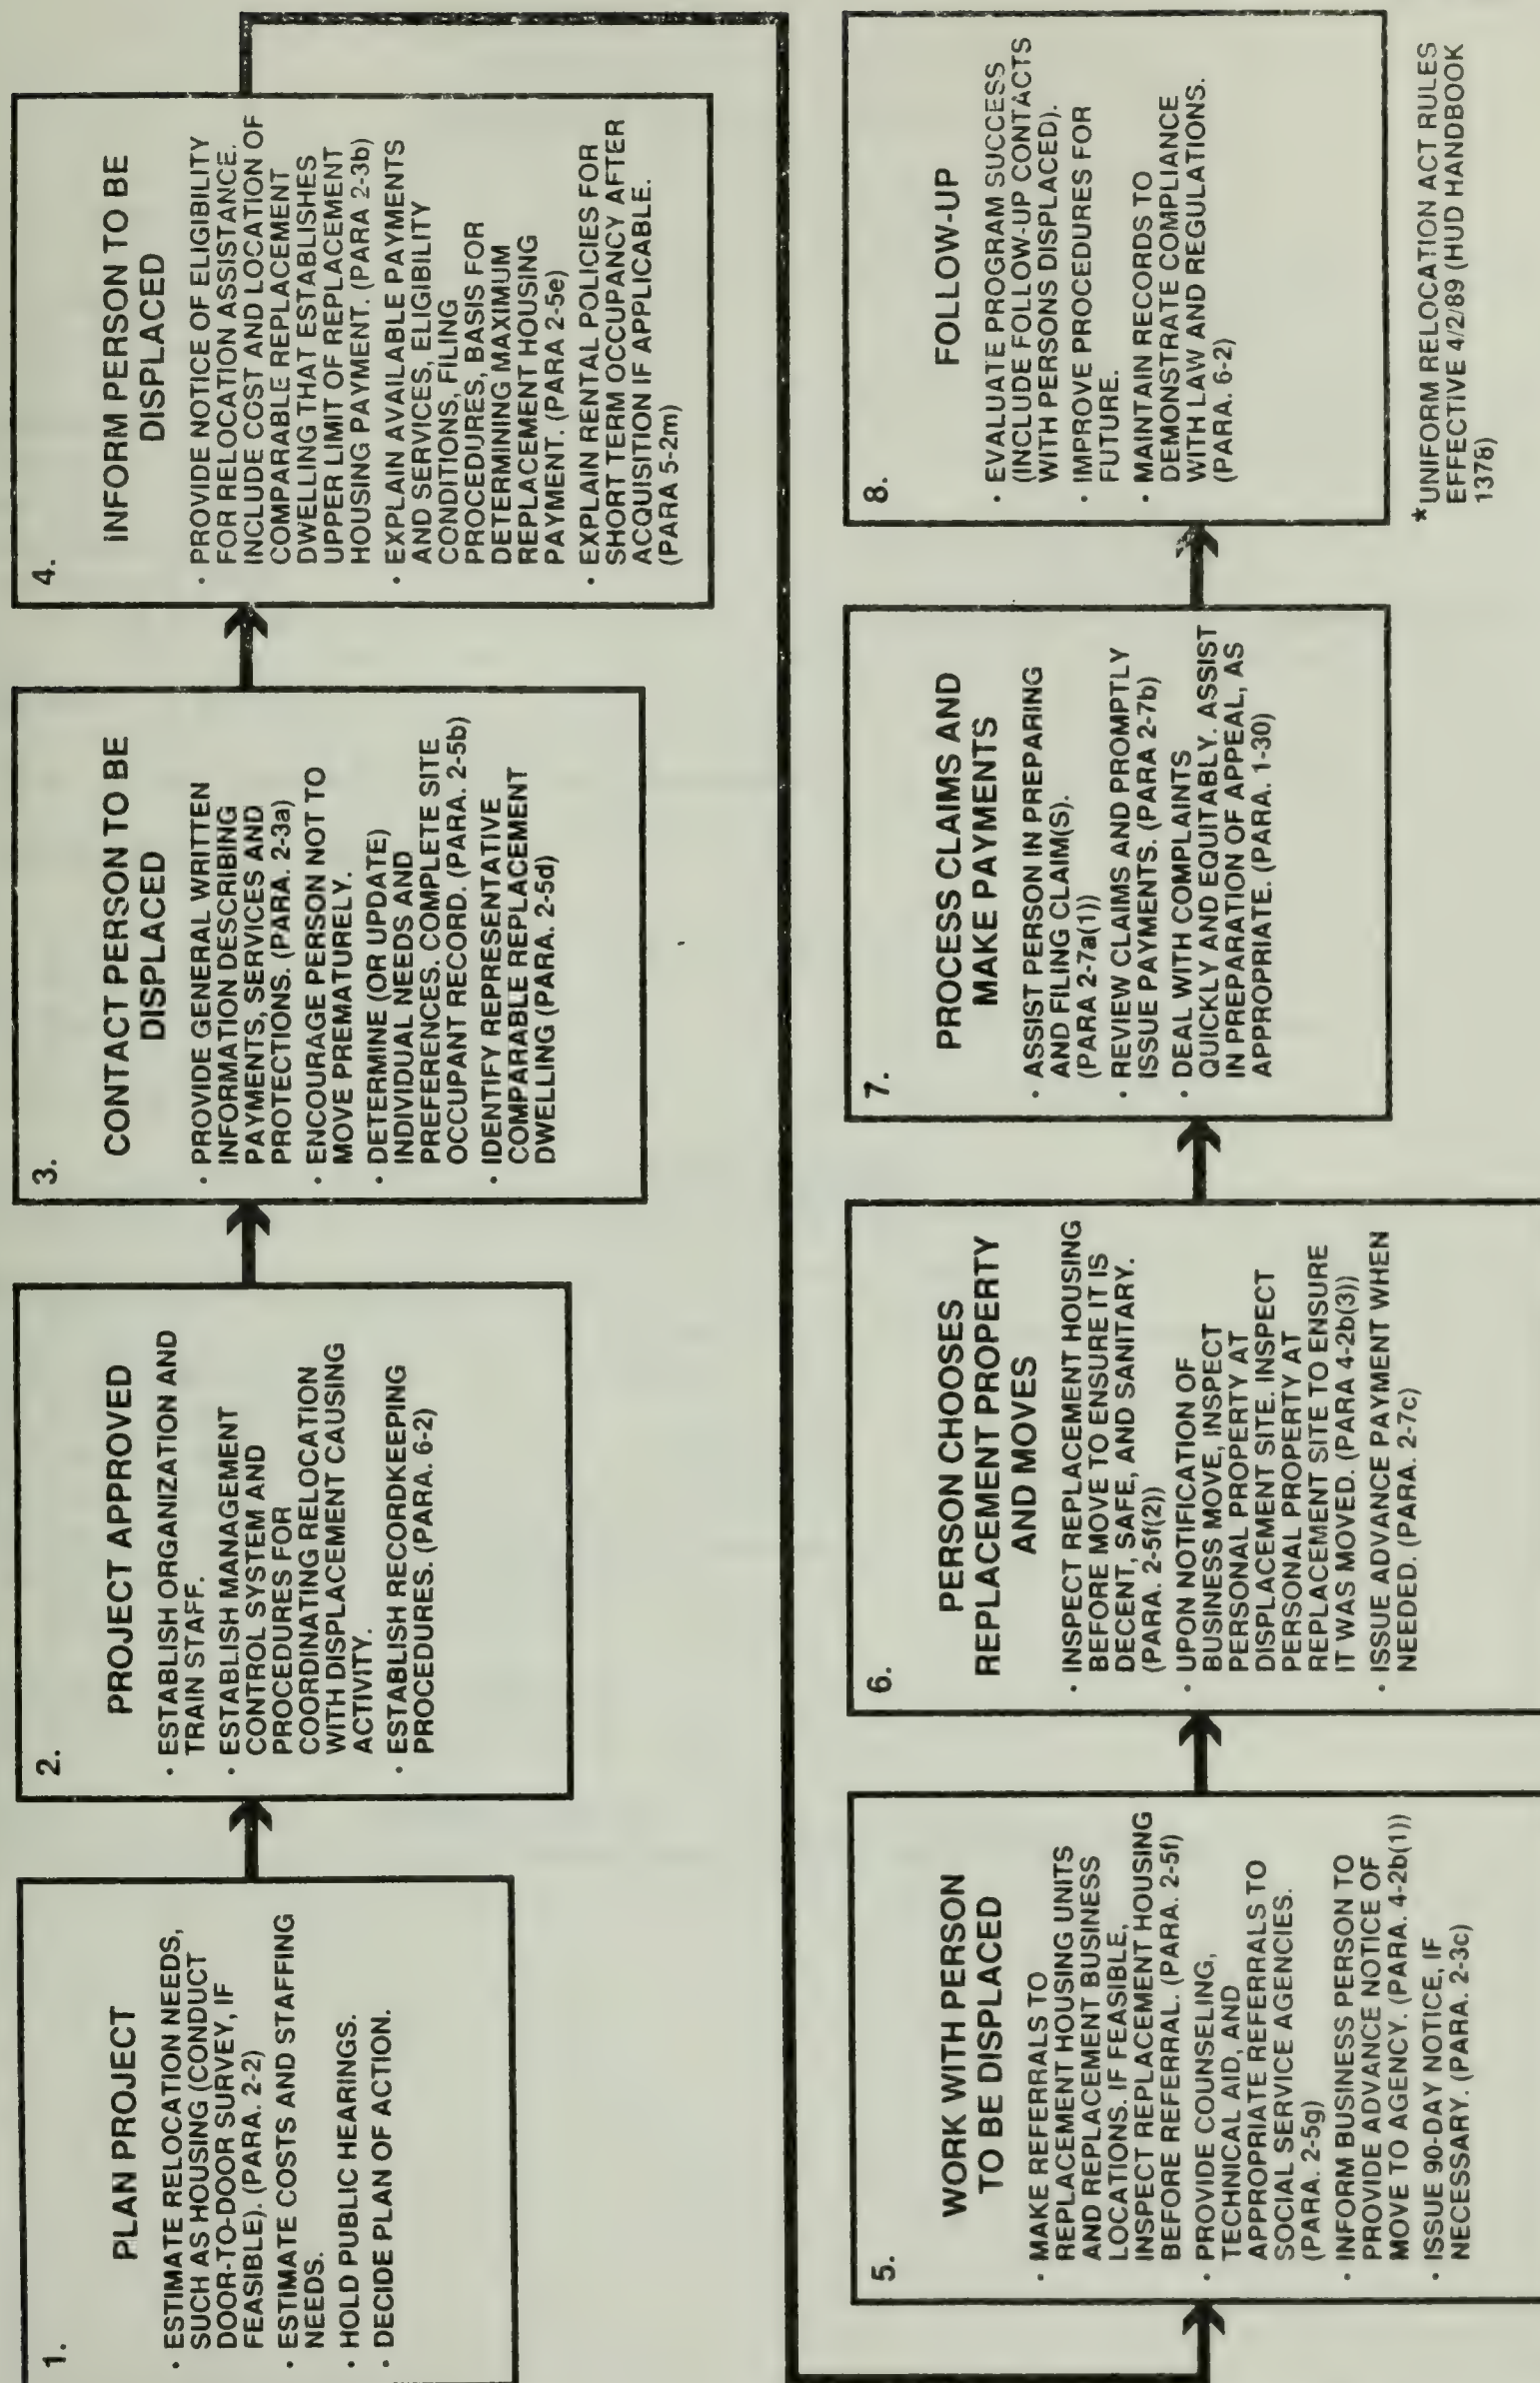 1.
PLAN PROJECT
• ESTIMATE RELOCATION NEEDS,
SUCH AS HOUSING (CONDUCT
DOOR-TO-DOOR SURVEY, IF
FEASIBLE). (PARA. 2-2)
• ESTIMATE COSTS AND STAFFING
NEEDS.
• HOLD PUBLIC HEARINGS.
• DECIDE PLAN OF ACTION.
2.
PROJECT APPROVED
• ESTABLISH ORGANIZATION AND
TRAIN STAFF.
• ESTABLISH MANAGEMENT
CONTROL SYSTEM AND
PROCEDURES FOR
COORDINATING RELOCATION
WITH DISPLACEMENT CAUSING
ACTIVITY.
• ESTABLISH RECORDKEEPING
PROCEDURES. (PARA. 6-2)
3.
CONTACT PERSON TO BE
DISPLACED
• PROVIDE GENERAL WRITTEN
INFORMATION DESCRIBING
PAYMENTS, SERVICES AND
PROTECTIONS. (PARA. 2-3a)
• ENCOURAGE PERSON NOT TO
MOVE PREMATURELY.
• DETERMINE (OR UPDATE)
INDIVIDUAL NEEDS AND
PREFERENCES. COMPLETE SITE
OCCUPANT RECORD. (PARA. 2-5b)
• IDENTIFY REPRESENTATIVE
COMPARABLE REPLACEMENT
DWELLING (PARA. 2-5d)
4.
INFORM PERSON TO BE
DISPLACED
• PROVIDE NOTICE OF ELIGIBILITY
FOR RELOCATION ASSISTANCE.
INCLUDE COST AND LOCATION OF
COMPARABLE REPLACEMENT
DWELLING THAT ESTABLISHES
UPPER LIMIT OF REPLACEMENT
HOUSING PAYMENT. (PARA 2-3b)
• EXPLAIN AVAILABLE PAYMENTS
AND SERVICES, ELIGIBILITY
CONDITIONS, FILING
PROCEDURES, BASIS FOR
DETERMINING MAXIMUM
REPLACEMENT HOUSING
PAYMENT. (PARA 2-5e)
• EXPLAIN RENTAL POLICIES FOR
SHORT TERM OCCUPANCY AFTER
ACQUISITION IF APPLICABLE.
(PARA 5-2m)
5.
WORK WITH PERSON
TO BE DISPLACED
• MAKE REFERRALS TO
REPLACEMENT HOUSING UNITS
AND REPLACEMENT BUSINESS
LOCATIONS. IF FEASIBLE,
INSPECT REPLACEMENT HOUSING
BEFORE REFERRAL. (PARA. 2-5f)
• PROVIDE COUNSELING,
TECHNICAL AID, AND
APPROPRIATE REFERRALS TO
SOCIAL SERVICE AGENCIES.
(PARA. 2-5g)
• INFORM BUSINESS PERSON TO
PROVIDE ADVANCE NOTICE OF
MOVE TO AGENCY. (PARA. 4-2b(1))
• ISSUE 90-DAY NOTICE, IF
NECESSARY. (PARA. 2-3c)
6.
PERSON CHOOSES
REPLACEMENT PROPERTY
AND MOVES
• INSPECT REPLACEMENT HOUSING
BEFORE MOVE TO ENSURE IT IS
DECENT, SAFE, AND SANITARY.
(PARA. 2-5f(2))
• UPON NOTIFICATION OF
BUSINESS MOVE, INSPECT
PERSONAL PROPERTY AT
DISPLACEMENT SITE. INSPECT
PERSONAL PROPERTY AT
REPLACEMENT SITE TO ENSURE
IT WAS MOVED. (PARA 4-2b(3))
• ISSUE ADVANCE PAYMENT WHEN
NEEDED. (PARA. 2-7c)
7.
PROCESS CLAIMS AND
MAKE PAYMENTS
• ASSIST PERSON IN PREPARING
AND FILING CLAIM(S).
(PARA 2-7a(1))
• REVIEW CLAIMS AND PROMPTLY
ISSUE PAYMENTS. (PARA 2-7b)
• DEAL WITH COMPLAINTS
QUICKLY AND EQUITABLY. ASSIST
IN PREPARATION OF APPEAL, AS
APPROPRIATE. (PARA. 1-30)
8.
FOLLOW-UP
• EVALUATE PROGRAM SUCCESS
(INCLUDE FOLLOW-UP CONTACTS
WITH PERSONS DISPLACED).
• IMPROVE PROCEDURES FOR
FUTURE.
• MAINTAIN RECORDS TO
DEMONSTRATE COMPLIANCE
WITH LAW AND REGULATIONS.
(PARA. 6-2)
*UNIFORM RELOCATION ACT RULES
EFFECTIVE 4/2/89 (HUD HANDBOOK
1378)